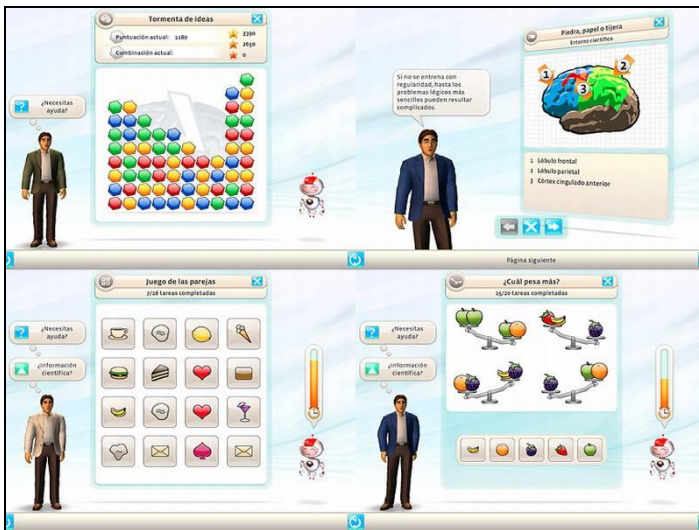 Tormenta de ideas
Puntuación actual: 1180
3390
2650
Combinación actual:
0
¿Necesitas
ayuda?
Piedra, papel o tijera
Entorno científico
Si no se entrena con
regularidad, hasta los
problemas lógicos más
sencillos pueden resultar
complicados.
1
2
3
1 Lóbulo frontal
2 Lóbulo parietal
3 Córtex cingulado anterior
Página siguiente
Juego de las parejas
7/18 tareas completadas
¿Necesitas
ayuda?
¿Información
científica?
¿Cuál pesa más?
15/20 tareas completadas
¿Necesitas
ayuda?
¿Información
científica?